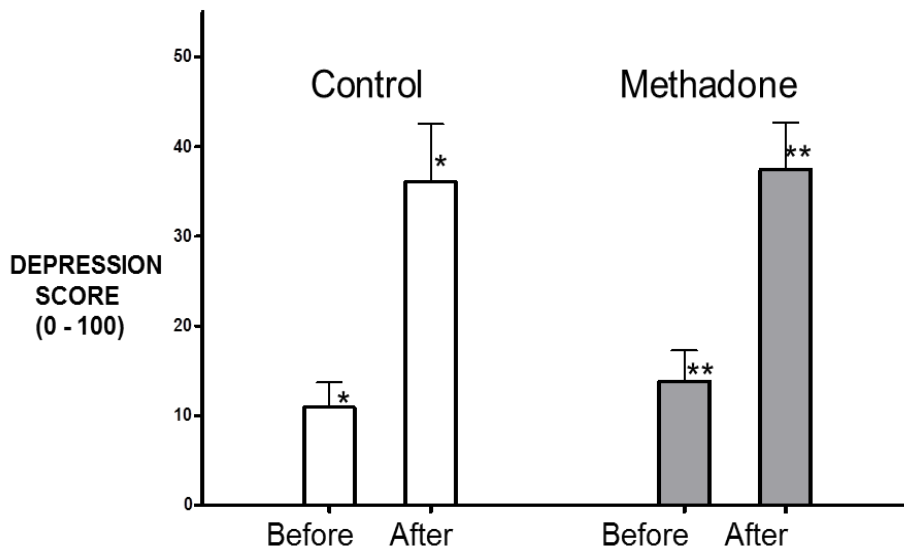 50
Control
Methadone
40
*
**
30
DEPRESSION
SCORE
(0 - 100)
20
*
**
10
0
Before After
Before After